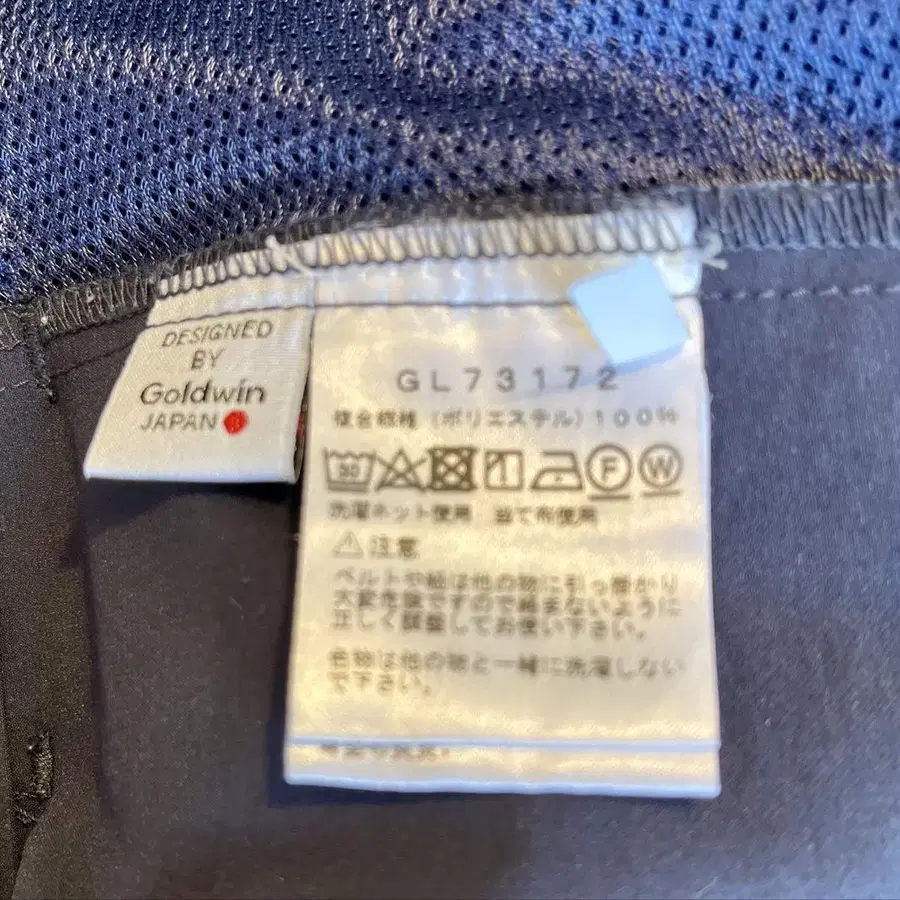 DESIGNED
BY
Goldwin
JAPAN
GL73172
複合繊維 (ポリエステル) 100%
30 F W
洗濯ネット使用 当て布使用
注意
ベルトや紐は他の物に引っ掛かり
大変危険ですので絡まないように
正しく調整してお使い下さい。
色物は他の物と一緒に洗濯しない
で下さい。